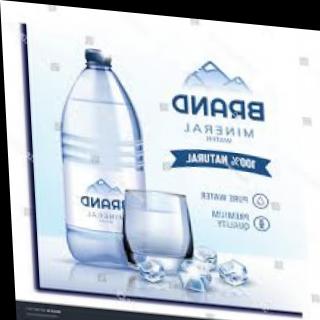 BRAND
MINERAL
WATER
100% NATURAL
PURE WATER
PREMIUM
QUALITY
BRAND
MINERAL